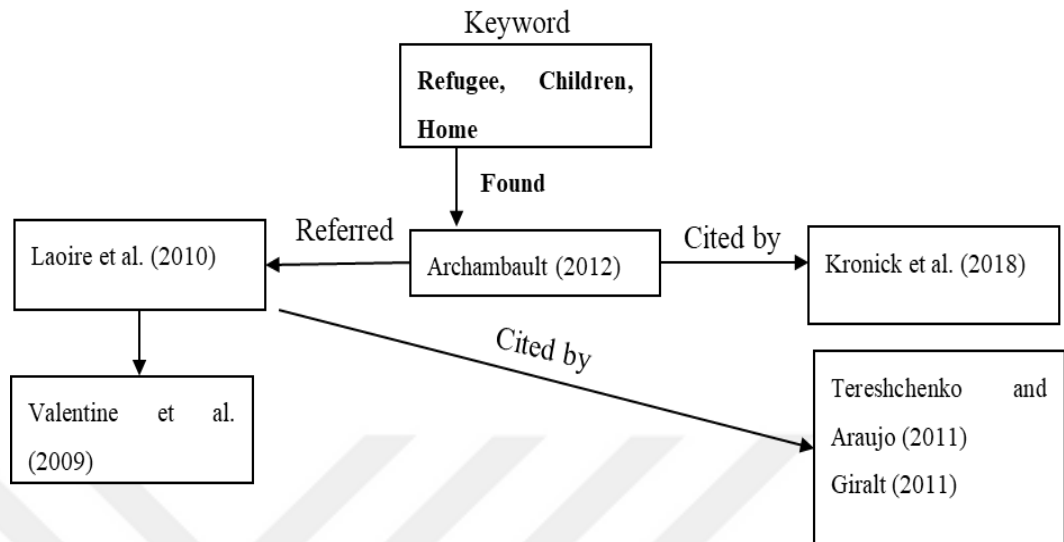 Keyword
Refugee, Children,
Home
Found
Referred
Cited by
Laoire et al. (2010)
Archambault (2012)
Kronick et al. (2018)
Cited by
Valentine et al.
(2009)
Tereshchenko and
Araujo (2011)
Giralt (2011)